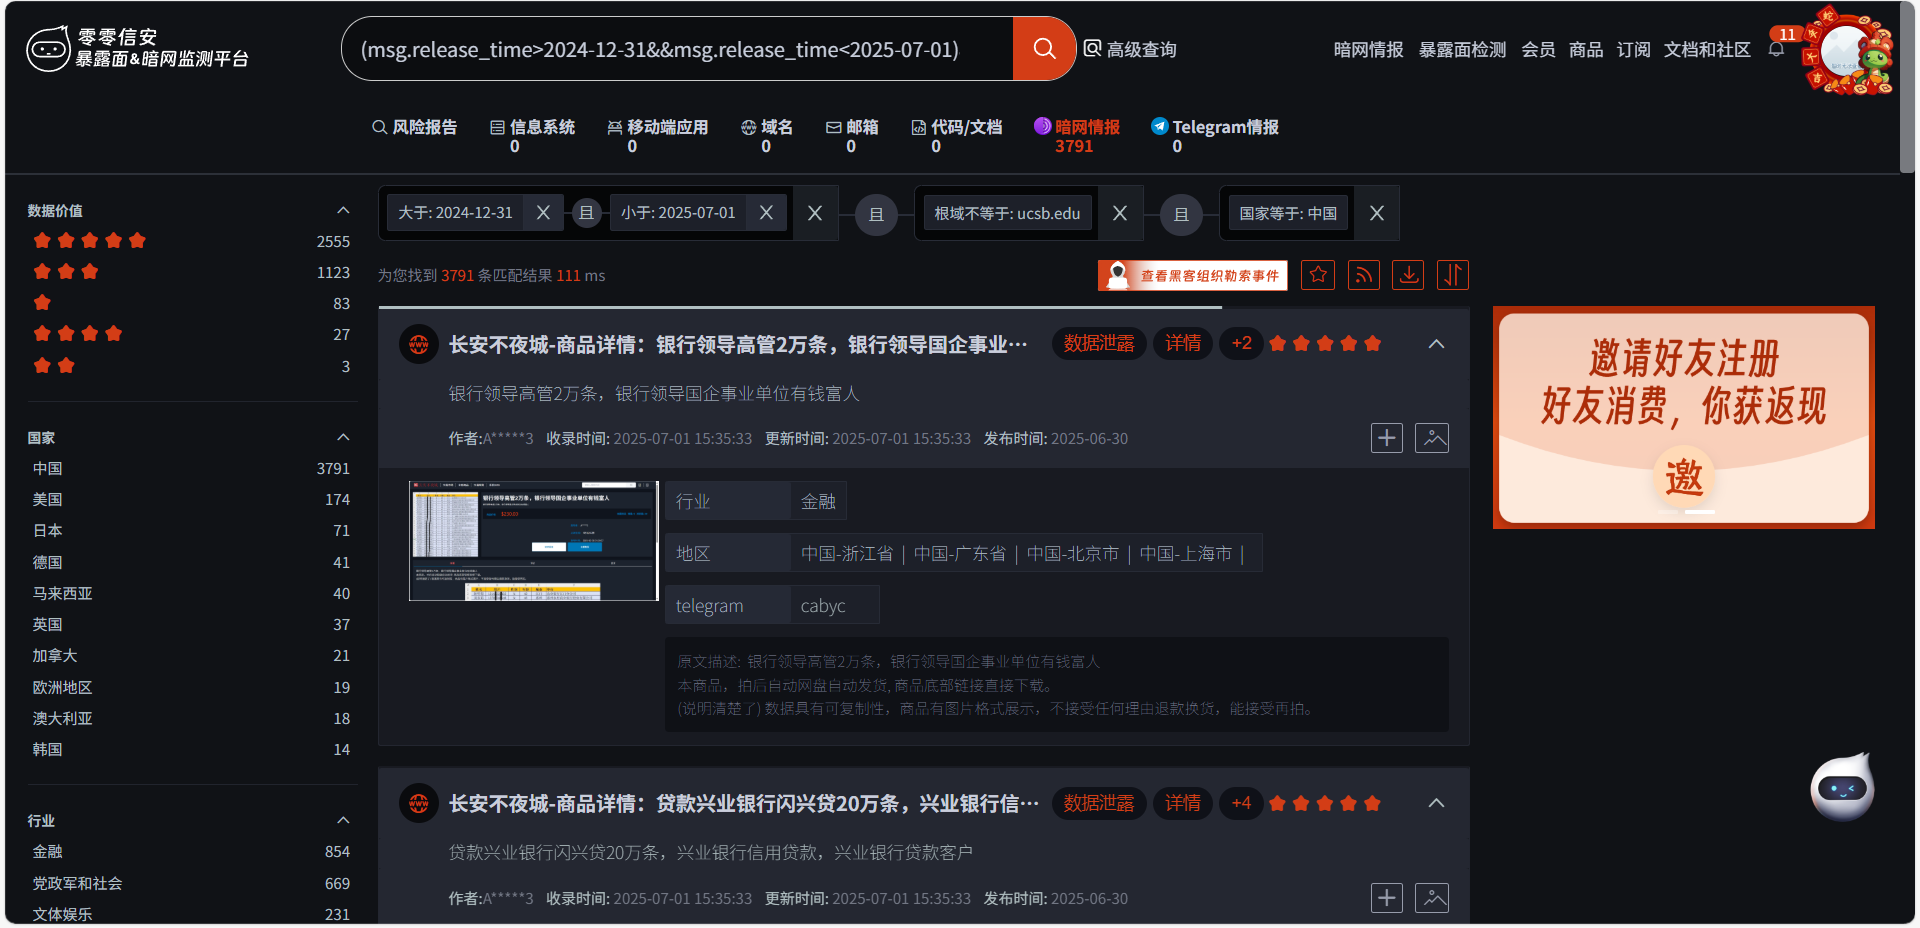 零零信安
暴露面&暗网监测平台
(msg.release_time>2024-12-31&&msg.release_time<2025-07-01)
高级查询
暗网情报 暴露面检测 会员 商品 订阅 文档和社区
11
风险报告 信息系统 移动端应用 域名 邮箱 代码/文档 暗网情报 Telegram情报
0 0 0 0 0 3791 0
数据价值
2555
1123
83
27
3
国家
中国 3791
美国 174
日本 71
德国 41
马来西亚 40
英国 37
加拿大 21
欧洲地区 19
澳大利亚 18
韩国 14
行业
金融 854
党政军和社会 669
文体娱乐 231
大于: 2024-12-31 且 小于: 2025-07-01 且 根域不等于: ucsb.edu 且 国家等于: 中国
为您找到 3791 条匹配结果 111 ms
查看黑客组织勒索事件
长安不夜城-商品详情：银行领导高管2万条，银行领导国企事业… 数据泄露 详情 +2
银行领导高管2万条，银行领导国企事业单位有钱富人
作者:A*****3 收录时间: 2025-07-01 15:35:33 更新时间: 2025-07-01 15:35:33 发布时间: 2025-06-30
银行领导高管2万条，银行领导国企事业单位有钱富人
行业 金融
地区 中国-浙江省 | 中国-广东省 | 中国-北京市 | 中国-上海市 |
telegram cabyc
原文描述: 银行领导高管2万条，银行领导国企事业单位有钱富人
本商品，拍后自动网盘自动发货, 商品底部链接直接下载。
(说明清楚了) 数据具有可复制性，商品有图片格式展示，不接受任何理由退款换货，能接受再拍。
长安不夜城-商品详情：贷款兴业银行闪兴贷20万条，兴业银行信… 数据泄露 详情 +4
贷款兴业银行闪兴贷20万条，兴业银行信用贷款，兴业银行贷款客户
作者:A*****3 收录时间: 2025-07-01 15:35:33 更新时间: 2025-07-01 15:35:33 发布时间: 2025-06-30
邀请好友注册
好友消费，你获返现
邀